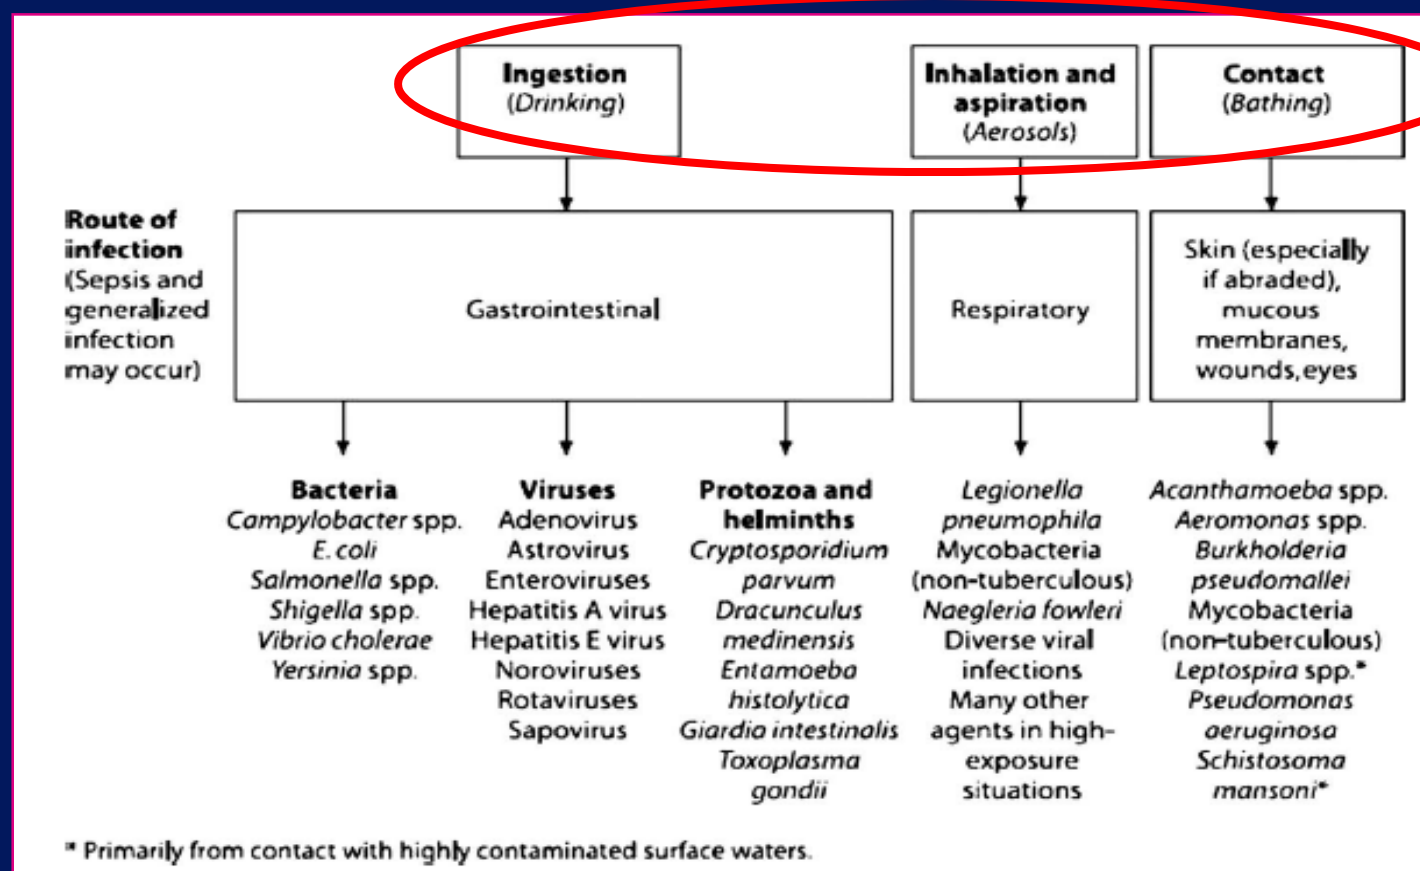 Ingestion
(Drinking)
Inhalation and
aspiration
(Aerosols)
Contact
(Bathing)
Route of
infection
(Sepsis and
generalized
infection
may occur)
Gastrointestinal
Respiratory
Skin (especially
if abraded),
mucous
membranes,
wounds,eyes
Bacteria
Campylobacter spp.
E. coli
Salmonella spp.
Shigella spp.
Vibrio cholerae
Yersinia spp.
Viruses
Adenovirus
Astrovirus
Enteroviruses
Hepatitis A virus
Hepatitis E virus
Noroviruses
Rotaviruses
Sapovirus
Protozoa and
helminths
Cryptosporidium
parvum
Dracunculus
medinensis
Entamoeba
histolytica
Giardia intestinalis
Toxoplasma
gondii
Legionella
pneumophila
Mycobacteria
(non-tuberculous)
Naegleria fowleri
Diverse viral
infections
Many other
agents in high-
exposure
situations
Acanthamoeba spp.
Aeromonas spp.
Burkholderia
pseudomallei
Mycobacteria
(non-tuberculous)
Leptospira spp.*
Pseudomonas
aeruginosa
Schistosoma
mansoni*
* Primarily from contact with highly contaminated surface waters.